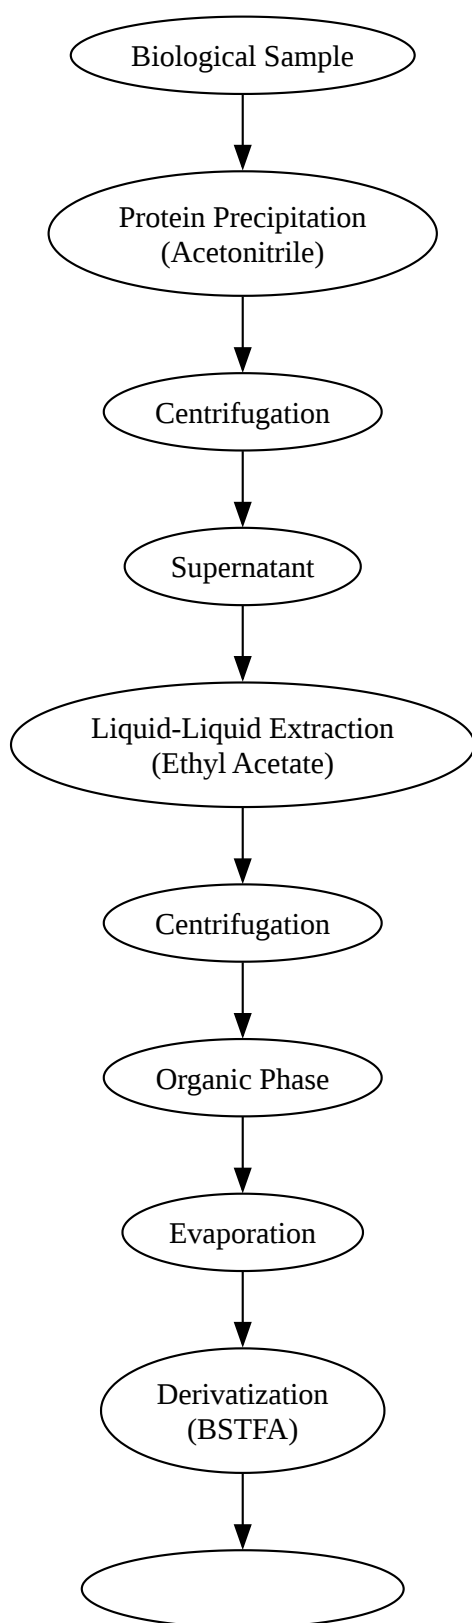 Biological Sample
Protein Precipitation
(Acetonitrile)
Centrifugation
Supernatant
Liquid-Liquid Extraction
(Ethyl Acetate)
Centrifugation
Organic Phase
Evaporation
Derivatization
(BSTFA)